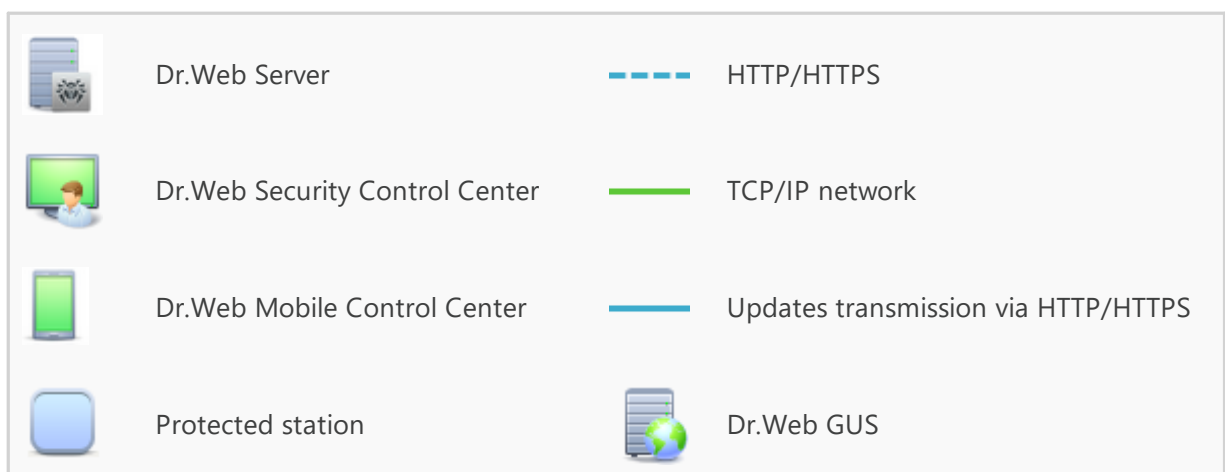 Dr.Web Server
HTTP/HTTPS
Dr.Web Security Control Center
TCP/IP network
Dr.Web Mobile Control Center
Updates transmission via HTTP/HTTPS
Protected station
Dr.Web GUS